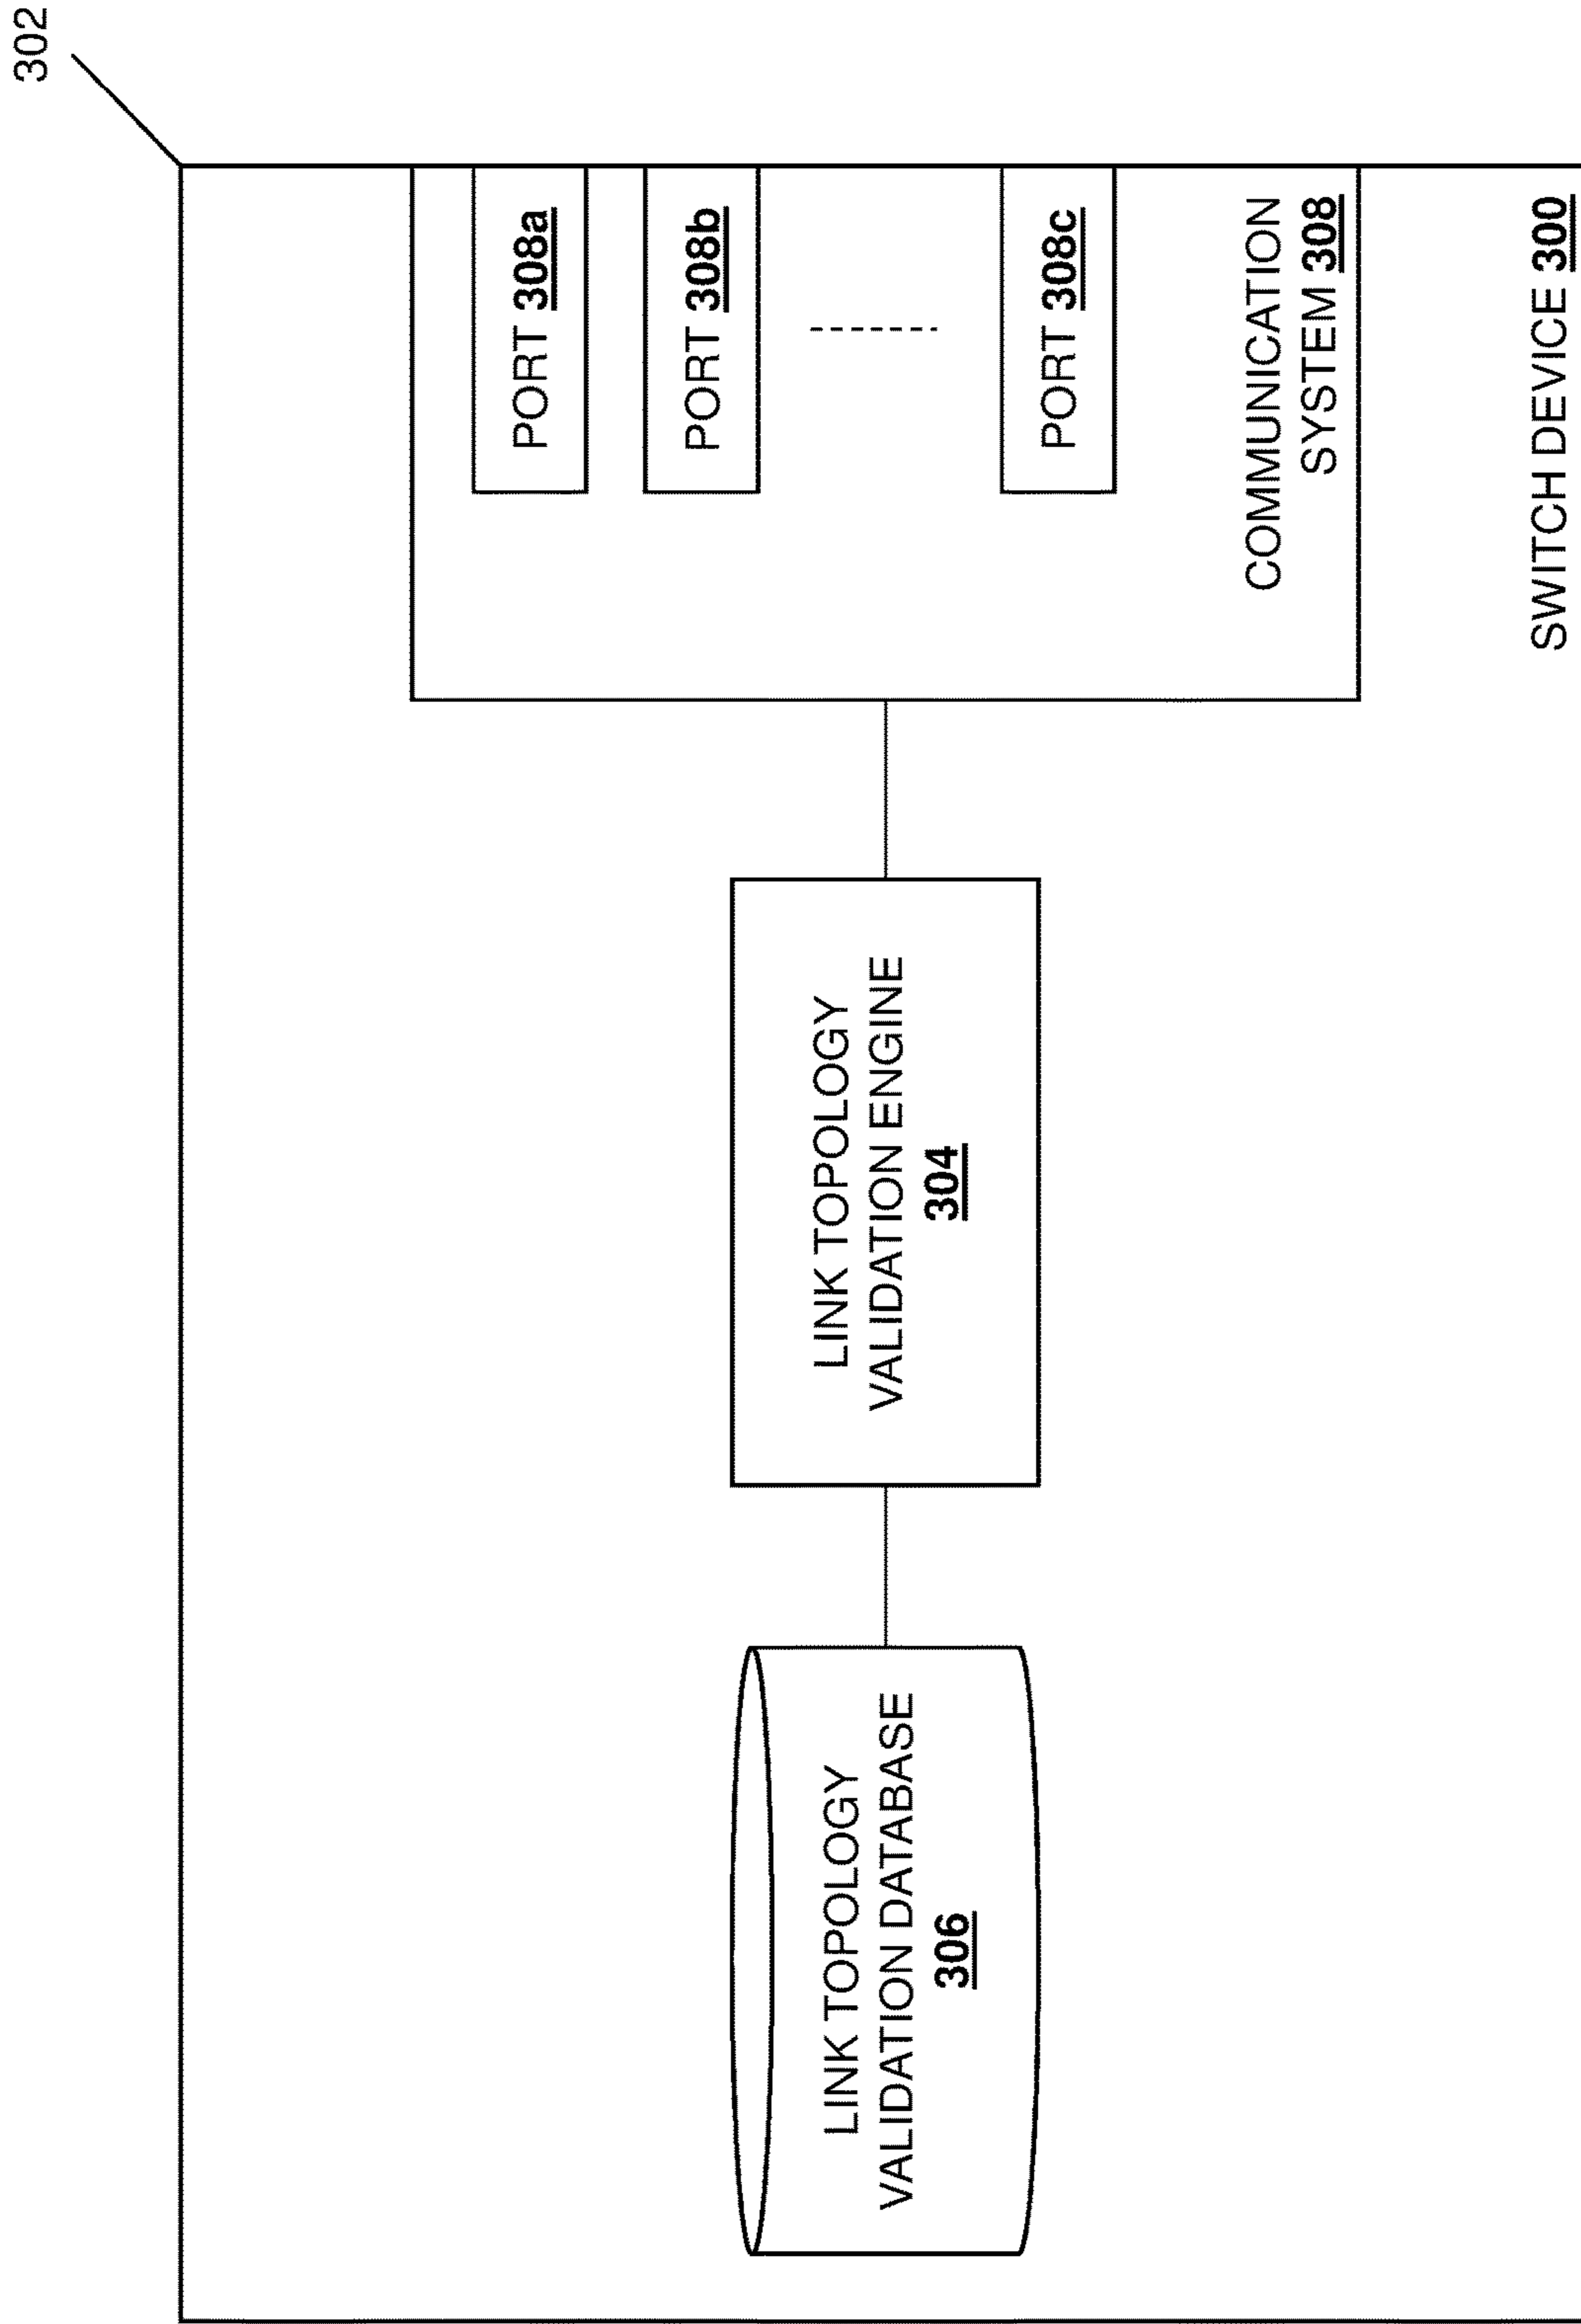 302
PORT 308a
PORT 308b
PORT 308c
COMMUNICATION
SYSTEM 308
LINK TOPOLOGY
VALIDATION ENGINE
304
LINK TOPOLOGY
VALIDATION DATABASE
306
SWITCH DEVICE 300